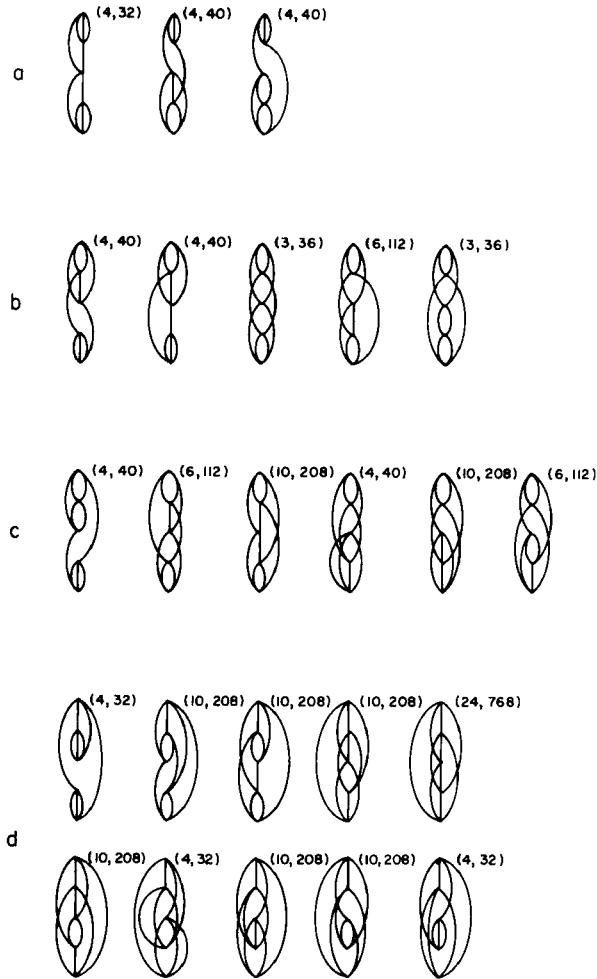 (4,32) (4,40) (4,40)
a
(4,40) (4,40) (3,36) (6,112) (3,36)
b
(4,40) (6,112) (10,208) (4,40) (10,208) (6,112)
c
(4,32) (10,208) (10,208) (10,208) (24,768)
d
(10,208) (4,32) (10,208) (10,208) (4,32)